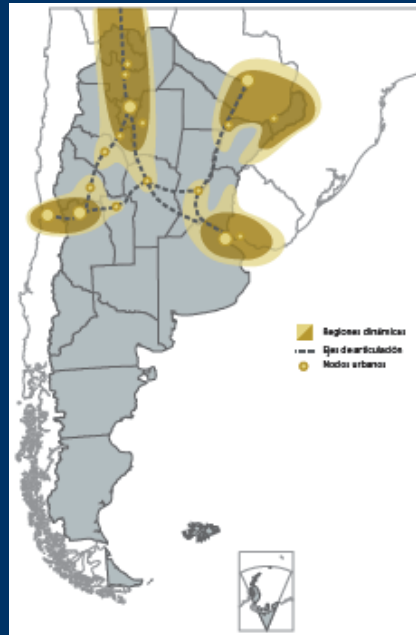 Regiones dinámicas
Ejes de articulación
Nodos urbanos